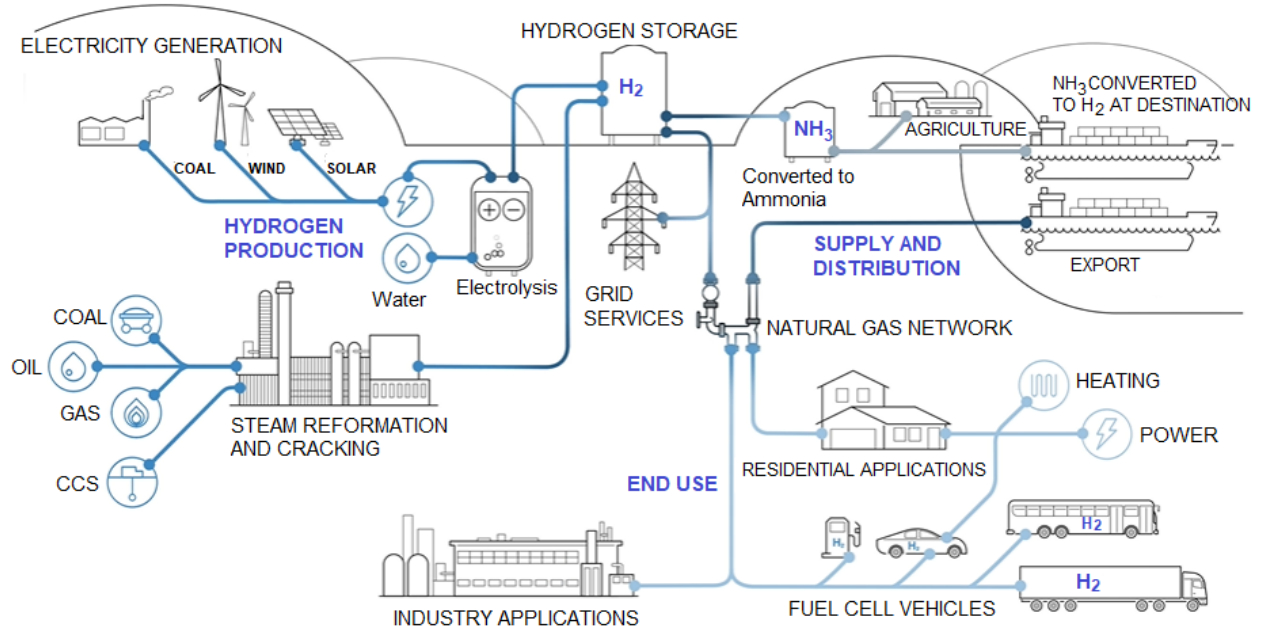 ELECTRICITY GENERATION
HYDROGEN STORAGE
H2
NH3 CONVERTED
TO H2 AT DESTINATION
NH3
AGRICULTURE
COAL
WIND
SOLAR
Converted to
Ammonia
HYDROGEN
PRODUCTION
SUPPLY AND
DISTRIBUTION
EXPORT
Water
Electrolysis
GRID
SERVICES
NATURAL GAS NETWORK
COAL
OIL
GAS
CCS
STEAM REFORMATION
AND CRACKING
HEATING
POWER
RESIDENTIAL APPLICATIONS
END USE
H2
H2
H2
H2
INDUSTRY APPLICATIONS
FUEL CELL VEHICLES